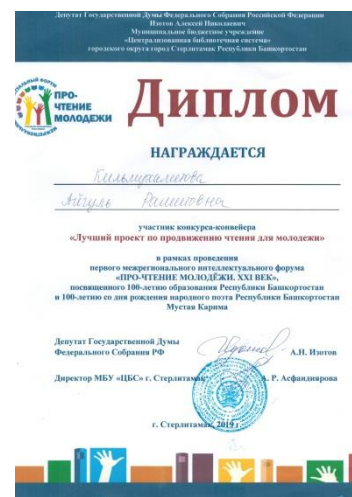 Депутат Государственной Думы Федерального Собрания Российской Федерации
Изотов Алексей Николаевич
Муниципальное бюджетное учреждение
«Централизованная библиотечная система»
городского округа город Стерлитамак Республики Башкортостан
ПРО-
ЧТЕНИЕ
МОЛОДЕЖИ
Диплом
НАГРАЖДАЕТСЯ
Кильмухаметова
Айгуль Рашитовна
участник конкурса-конвейера
«Лучший проект по продвижению чтения для молодежи»
в рамках проведения
первого межрегионального интеллектуального форума
«ПРО-ЧТЕНИЕ МОЛОДЁЖИ. XXI ВЕК»,
посвященного 100-летию образования Республики Башкортостан
и 100-летию со дня рождения народного поэта Республики Башкортостан
Мустая Карима
Депутат Государственной Думы
Федерального Собрания РФ А.Н. Изотов
Директор МБУ «ЦБС» г. Стерлитамак А. Р. Асфандиярова
г. Стерлитамак, 2019 г.